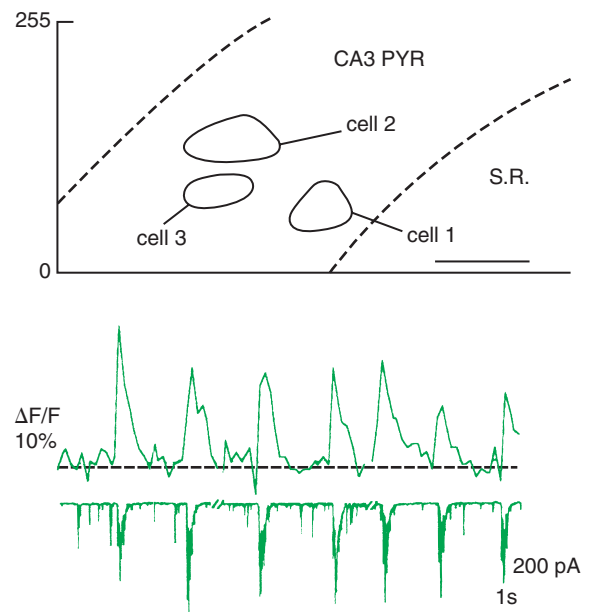 255
CA3 PYR
cell 2
S.R.
cell 3
cell 1
0
ΔF/F
10%
200 pA
1s